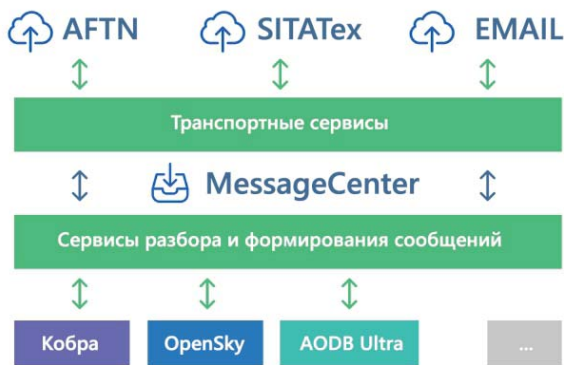 AFTN SITATex EMAIL
Транспортные сервисы
MessageCenter
Сервисы разбора и формирования сообщений
Кобра OpenSky AODB Ultra ...